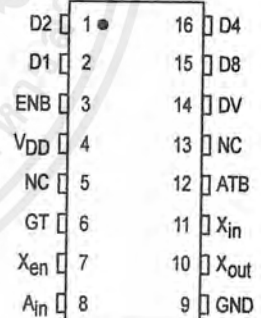 D2 1 16 D4
D1 2 15 D8
ENB 3 14 DV
VDD 4 13 NC
NC 5 12 ATB
GT 6 11 Xin
Xen 7 10 Xout
Ain 8 9 GND